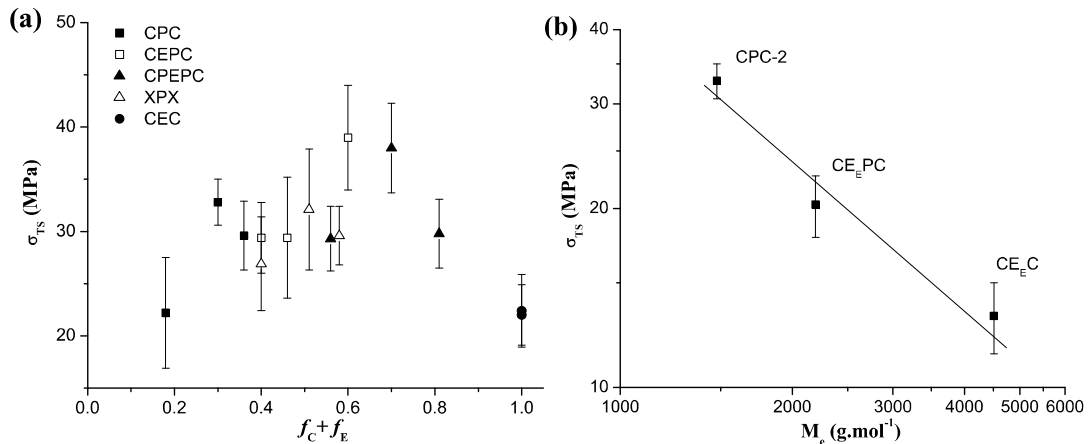 (a)
50
40
30
20
σTS (MPa)
CPC
CEPC
CPEPC
XPX
CEC
0.0 0.2 0.4 0.6 0.8 1.0
fC+fE
(b)
40
30
20
10
σTS (MPa)
CPC-2
CEEPC
CEEC
1000 2000 3000 4000 5000 6000
Me (g.mol-1)